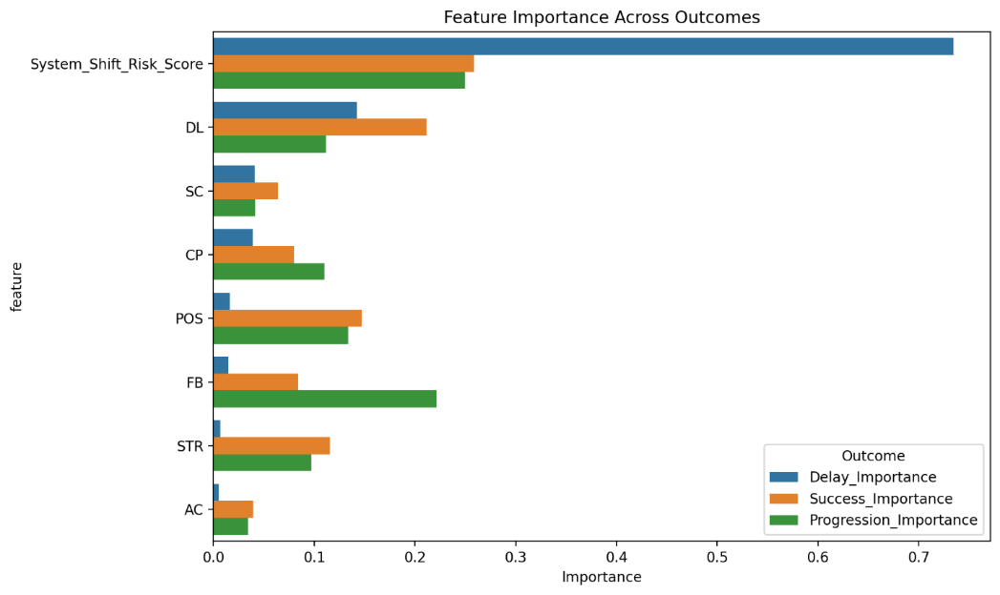 Feature Importance Across Outcomes
feature
System_Shift_Risk_Score
DL
SC
CP
POS
FB
STR
AC
Outcome
Delay_Importance
Success_Importance
Progression_Importance
0.0 0.1 0.2 0.3 0.4 0.5 0.6 0.7
Importance